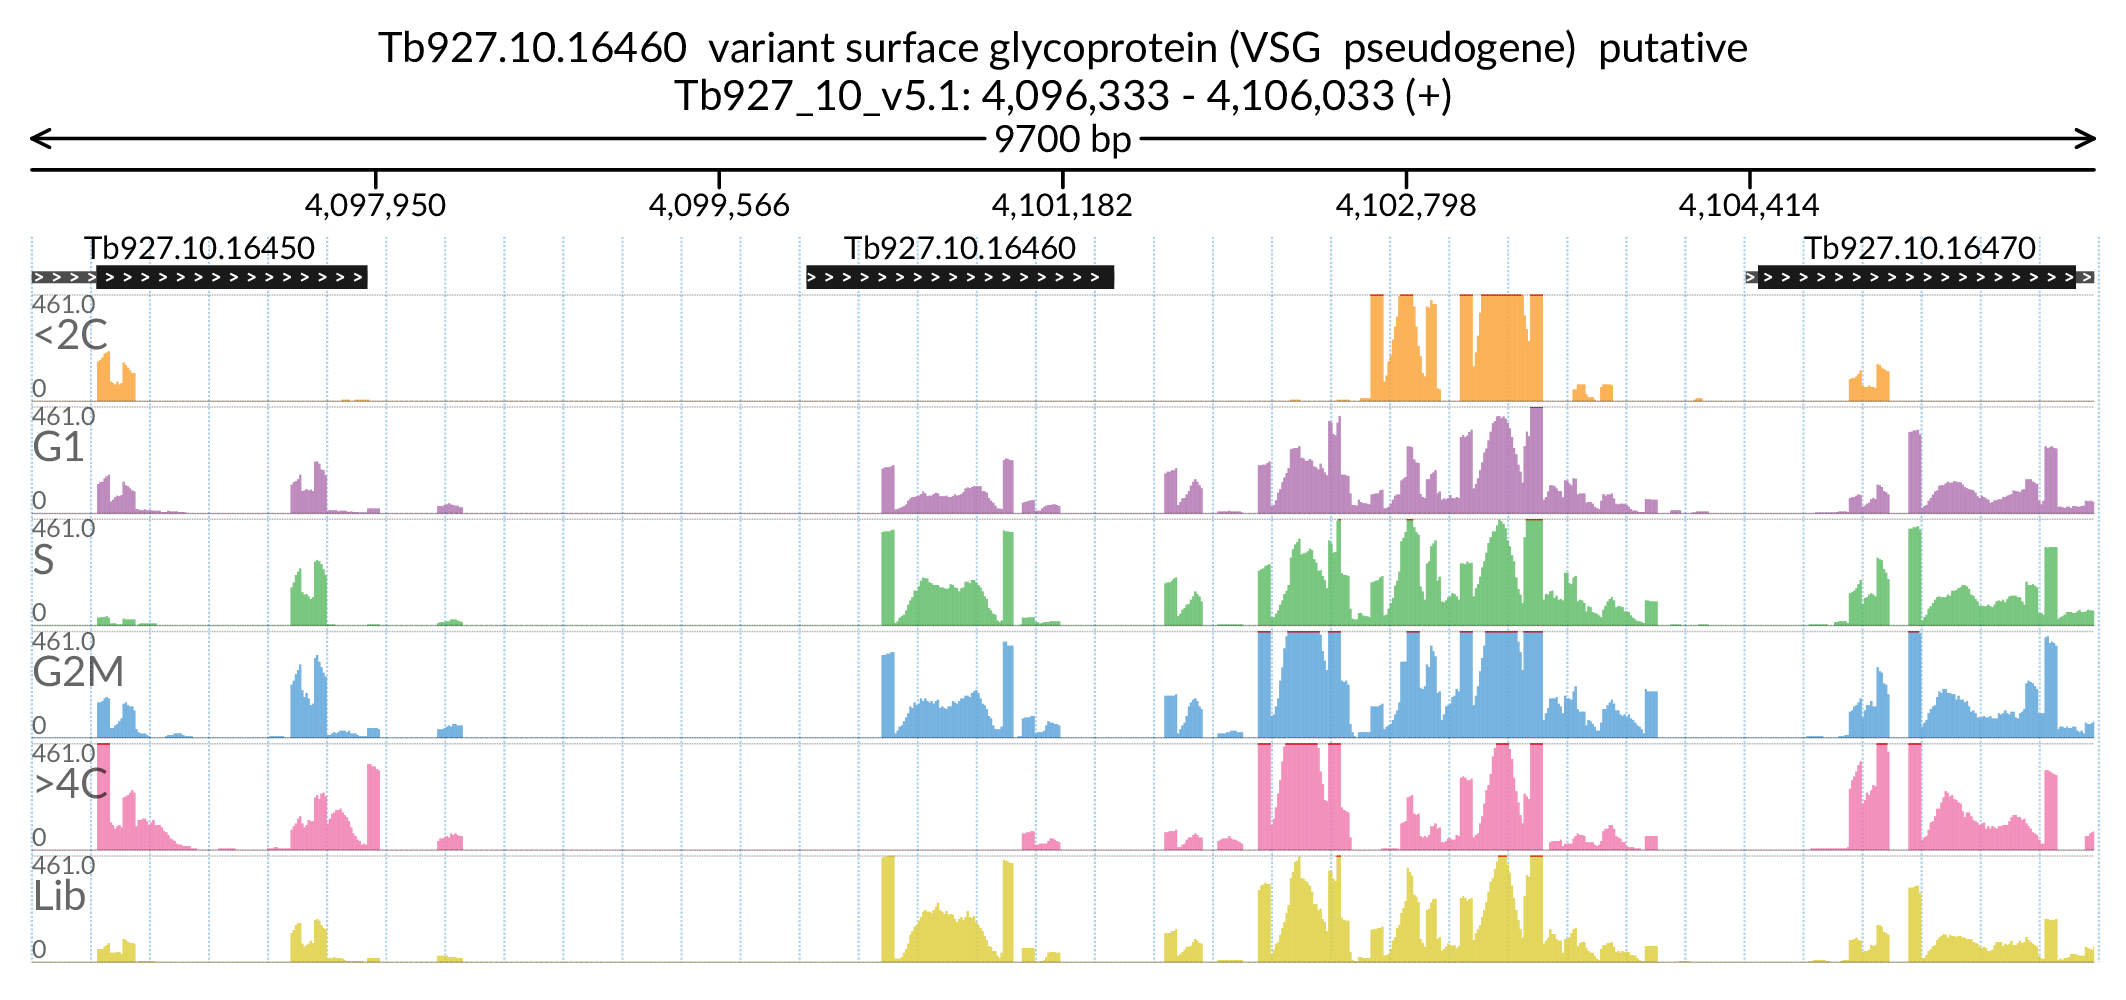 Tb927.10.16460 variant surface glycoprotein (VSG pseudogene) putative
Tb927_10_v5.1: 4,096,333 - 4,106,033 (+)
9700 bp
4,097,950 4,099,566 4,101,182 4,102,798 4,104,414
Tb927.10.16450 Tb927.10.16460 Tb927.10.16470
461.0
<2C
0
461.0
G1
0
461.0
S
0
461.0
G2M
0
461.0
>4C
0
461.0
Lib
0